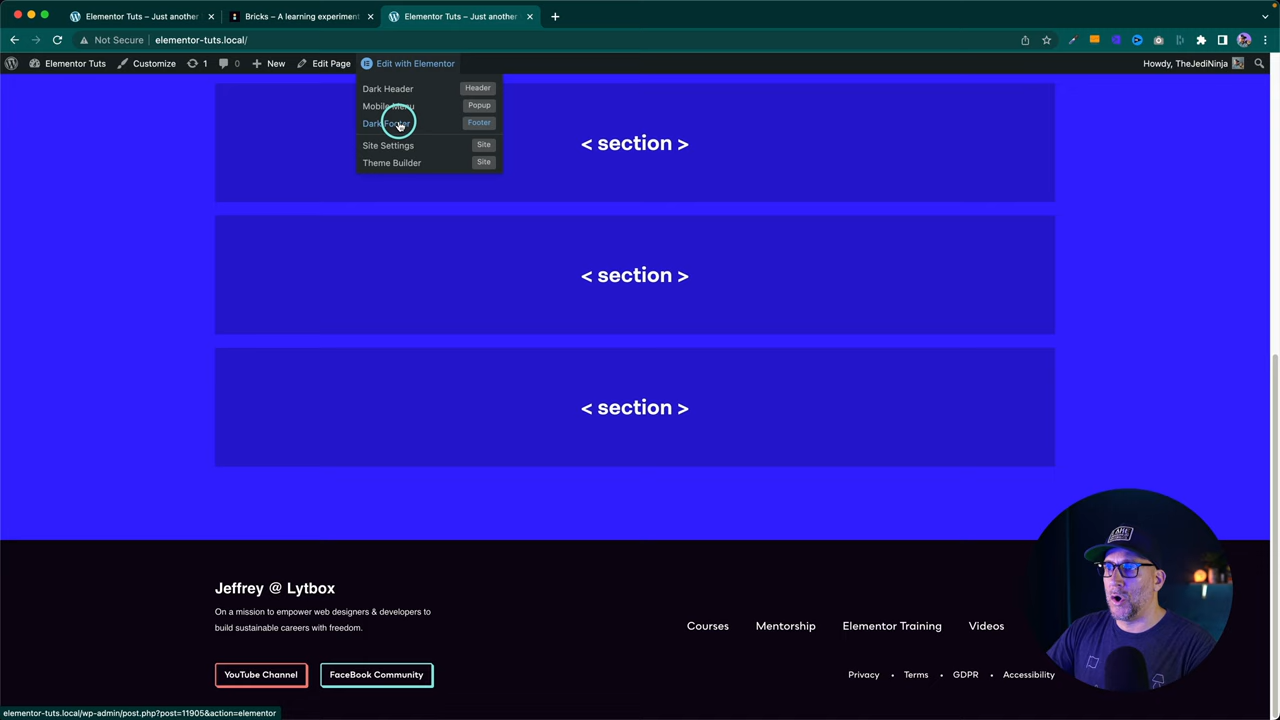 Elementor Tuts – Just another
Bricks – A learning experiment
Elementor Tuts – Just another
Not Secure
elementor-tuts.local/
Elementor Tuts
Customize
1
0
New
Edit Page
Edit with Elementor
Howdy, TheJediNinja
Dark Header
Header
Mobile Menu
Popup
Dark Footer
Footer
Site Settings
Site
Theme Builder
Site
< section >
< section >
< section >
Jeffrey @ Lytbox
On a mission to empower web designers & developers to
build sustainable careers with freedom.
Courses
Mentorship
Elementor Training
Videos
YouTube Channel
FaceBook Community
Privacy • Terms • GDPR • Accessibility
elementor-tuts.local/wp-admin/post.php?post=11905&action=elementor